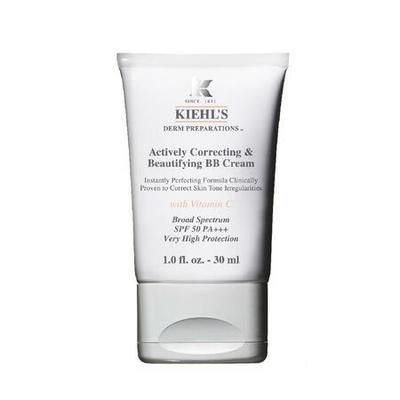 K
SINCE 1851
KIEHL'S
DERM PREPARATIONS™
Actively Correcting &
Beautifying BB Cream
Instantly Perfecting Formula Clinically
Proven to Correct Skin Tone Irregularities
with Vitamin C
Broad Spectrum
SPF 50 PA+++
Very High Protection
1.0 fl. oz. - 30 ml